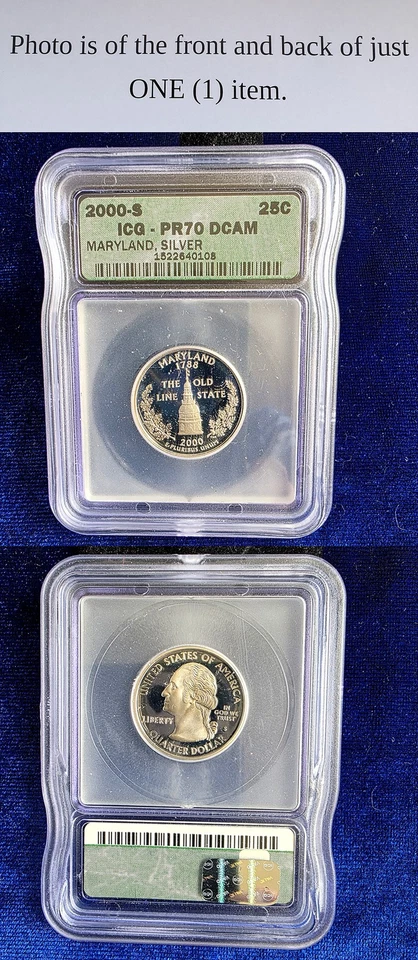 Photo is of the front and back of just
ONE (1) item.
2000-S 25C
ICG - PR70 DCAM
MARYLAND, SILVER
1522640108
MARYLAND
1788
THE OLD
LINE STATE
2000
E PLURIBUS UNUM
UNITED STATES OF AMERICA
LIBERTY
IN
GOD WE
TRUST
S
QUARTER DOLLAR